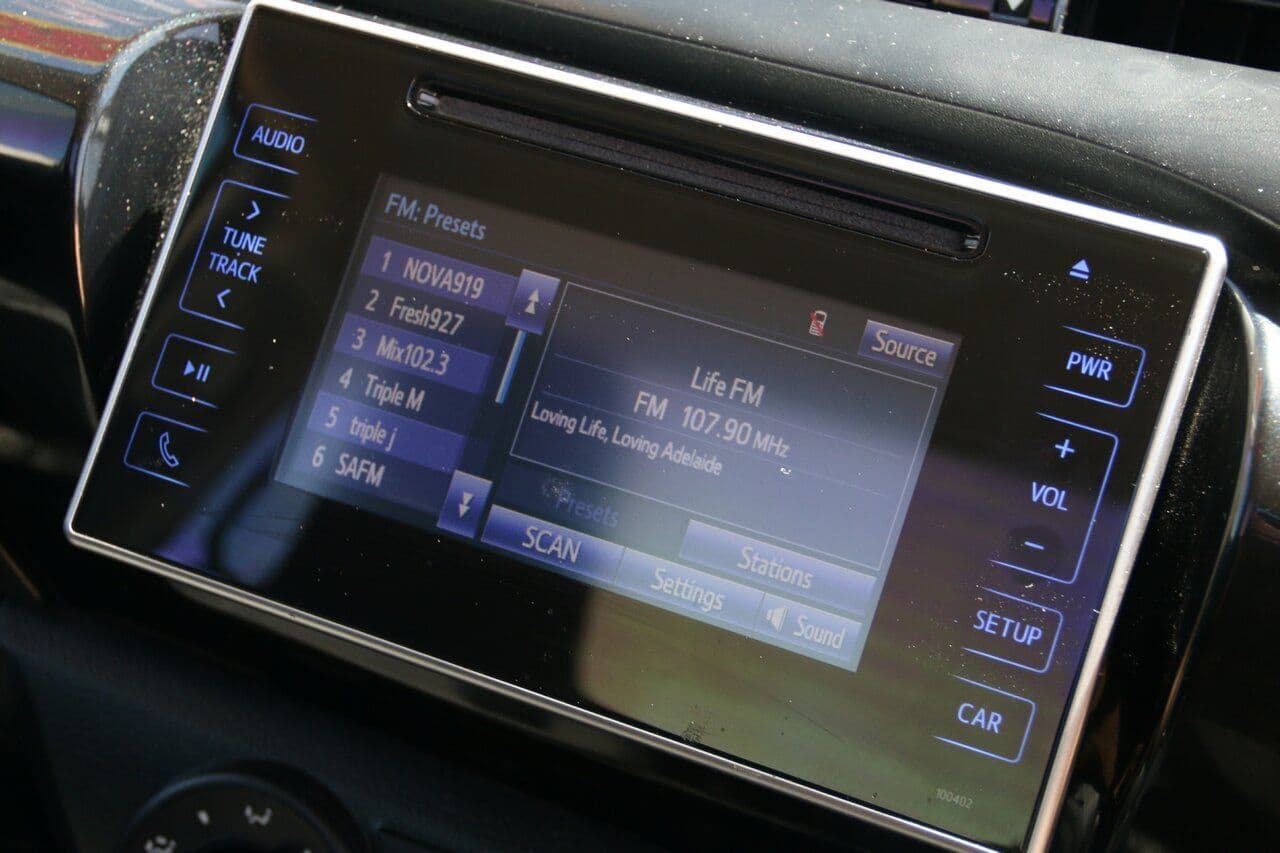 AUDIO
TUNE
TRACK
FM: Presets
1 NOVA919
2 Fresh927
3 Mix102.3
4 Triple M
5 triple j
6 SAFM
Source
Life FM
FM 107.90 MHz
Loving Life, Loving Adelaide
Presets
Stations
SCAN
Settings
Sound
PWR
+
VOL
-
SETUP
CAR
100402